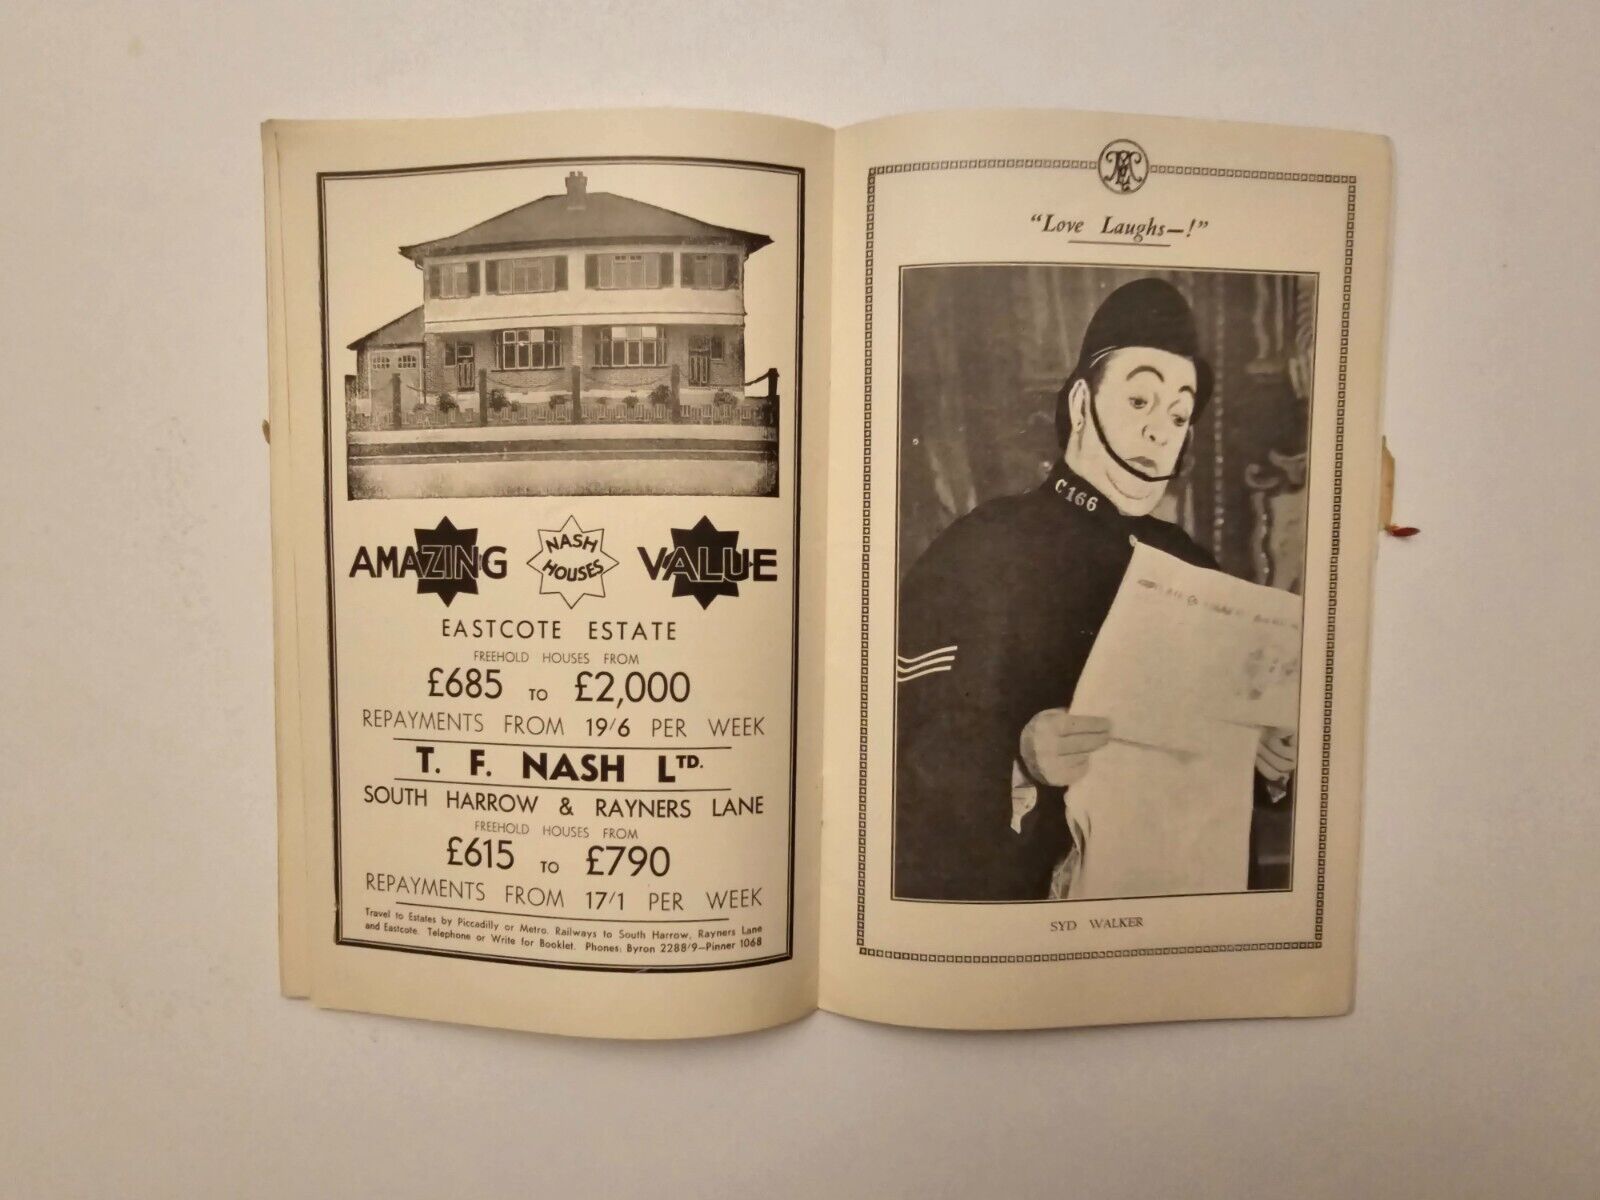 AMAZING NASH HOUSES VALUE
EASTCOTE ESTATE
FREEHOLD HOUSES FROM
£685 TO £2,000
REPAYMENTS FROM 19/6 PER WEEK
T. F. NASH LTD.
SOUTH HARROW & RAYNERS LANE
FREEHOLD HOUSES FROM
£615 TO £790
REPAYMENTS FROM 17/1 PER WEEK
Travel to Estates by Piccadilly or Metro. Railways to South Harrow, Rayners Lane
and Eastcote. Telephone or Write for Booklet. Phones: Byron 2288/9—Pinner 1068
"Love Laughs—!"
C 166
SYD WALKER